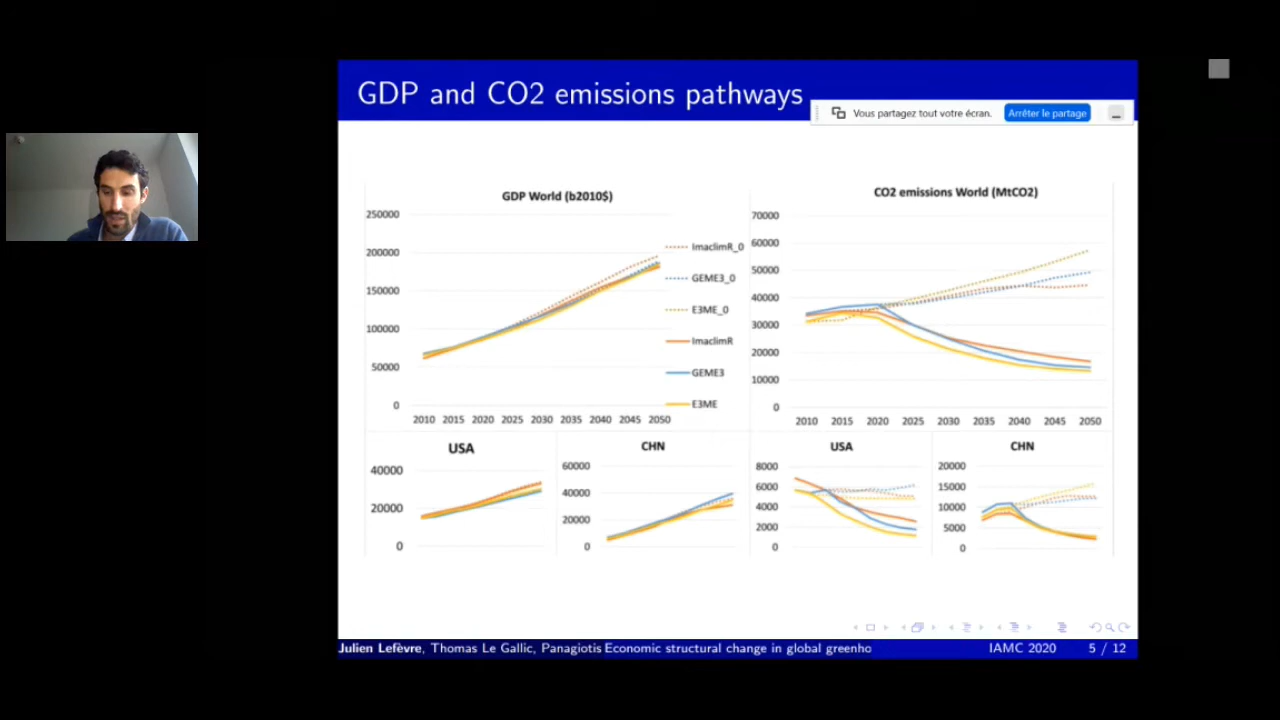 GDP and CO2 emissions pathways
Vous partagez tout votre écran.
Arrêter le partage
GDP World (b2010$)
250000
200000
150000
100000
50000
0
2010 2015 2020 2025 2030 2035 2040 2045 2050
ImaclimR_0
GEME3_0
E3ME_0
ImaclimR
GEME3
E3ME
CO2 emissions World (MtCO2)
70000
60000
50000
40000
30000
20000
10000
0
2010 2015 2020 2025 2030 2035 2040 2045 2050
USA
40000
20000
0
CHN
60000
40000
20000
0
USA
8000
6000
4000
2000
0
CHN
20000
15000
10000
5000
0
Julien Lefèvre, Thomas Le Gallic, Panagiotis Economic structural change in global greenho
IAMC 2020
5 / 12